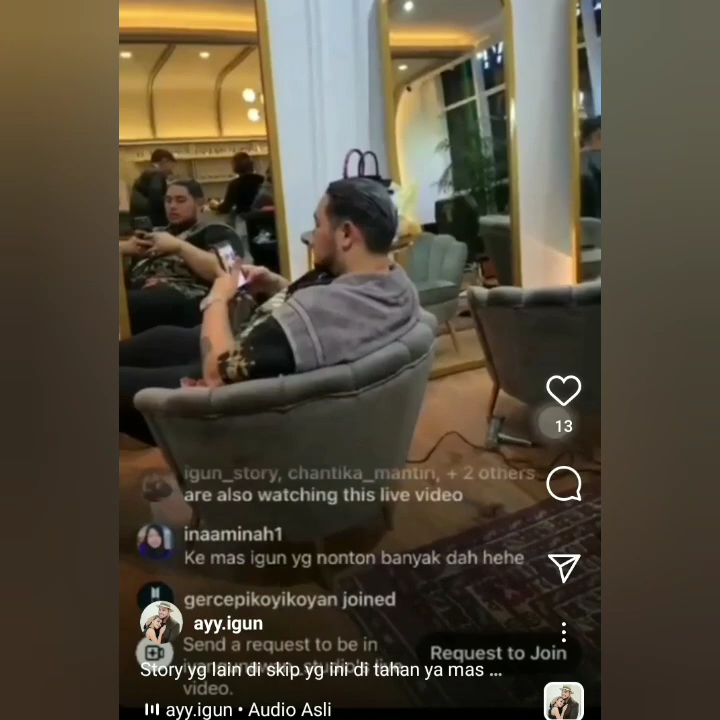 13
igun_story, chantika_mantin, + 2 others
are also watching this live video
inaaminah1
Ke mas igun yg nonton banyak dah hehe
gercepikoyikoyan joined
ayy.igun
Send a request to be in
Request to Join
Story yg lain di skip yg ini di tahan ya mas ...
video.
ayy.igun • Audio Asli